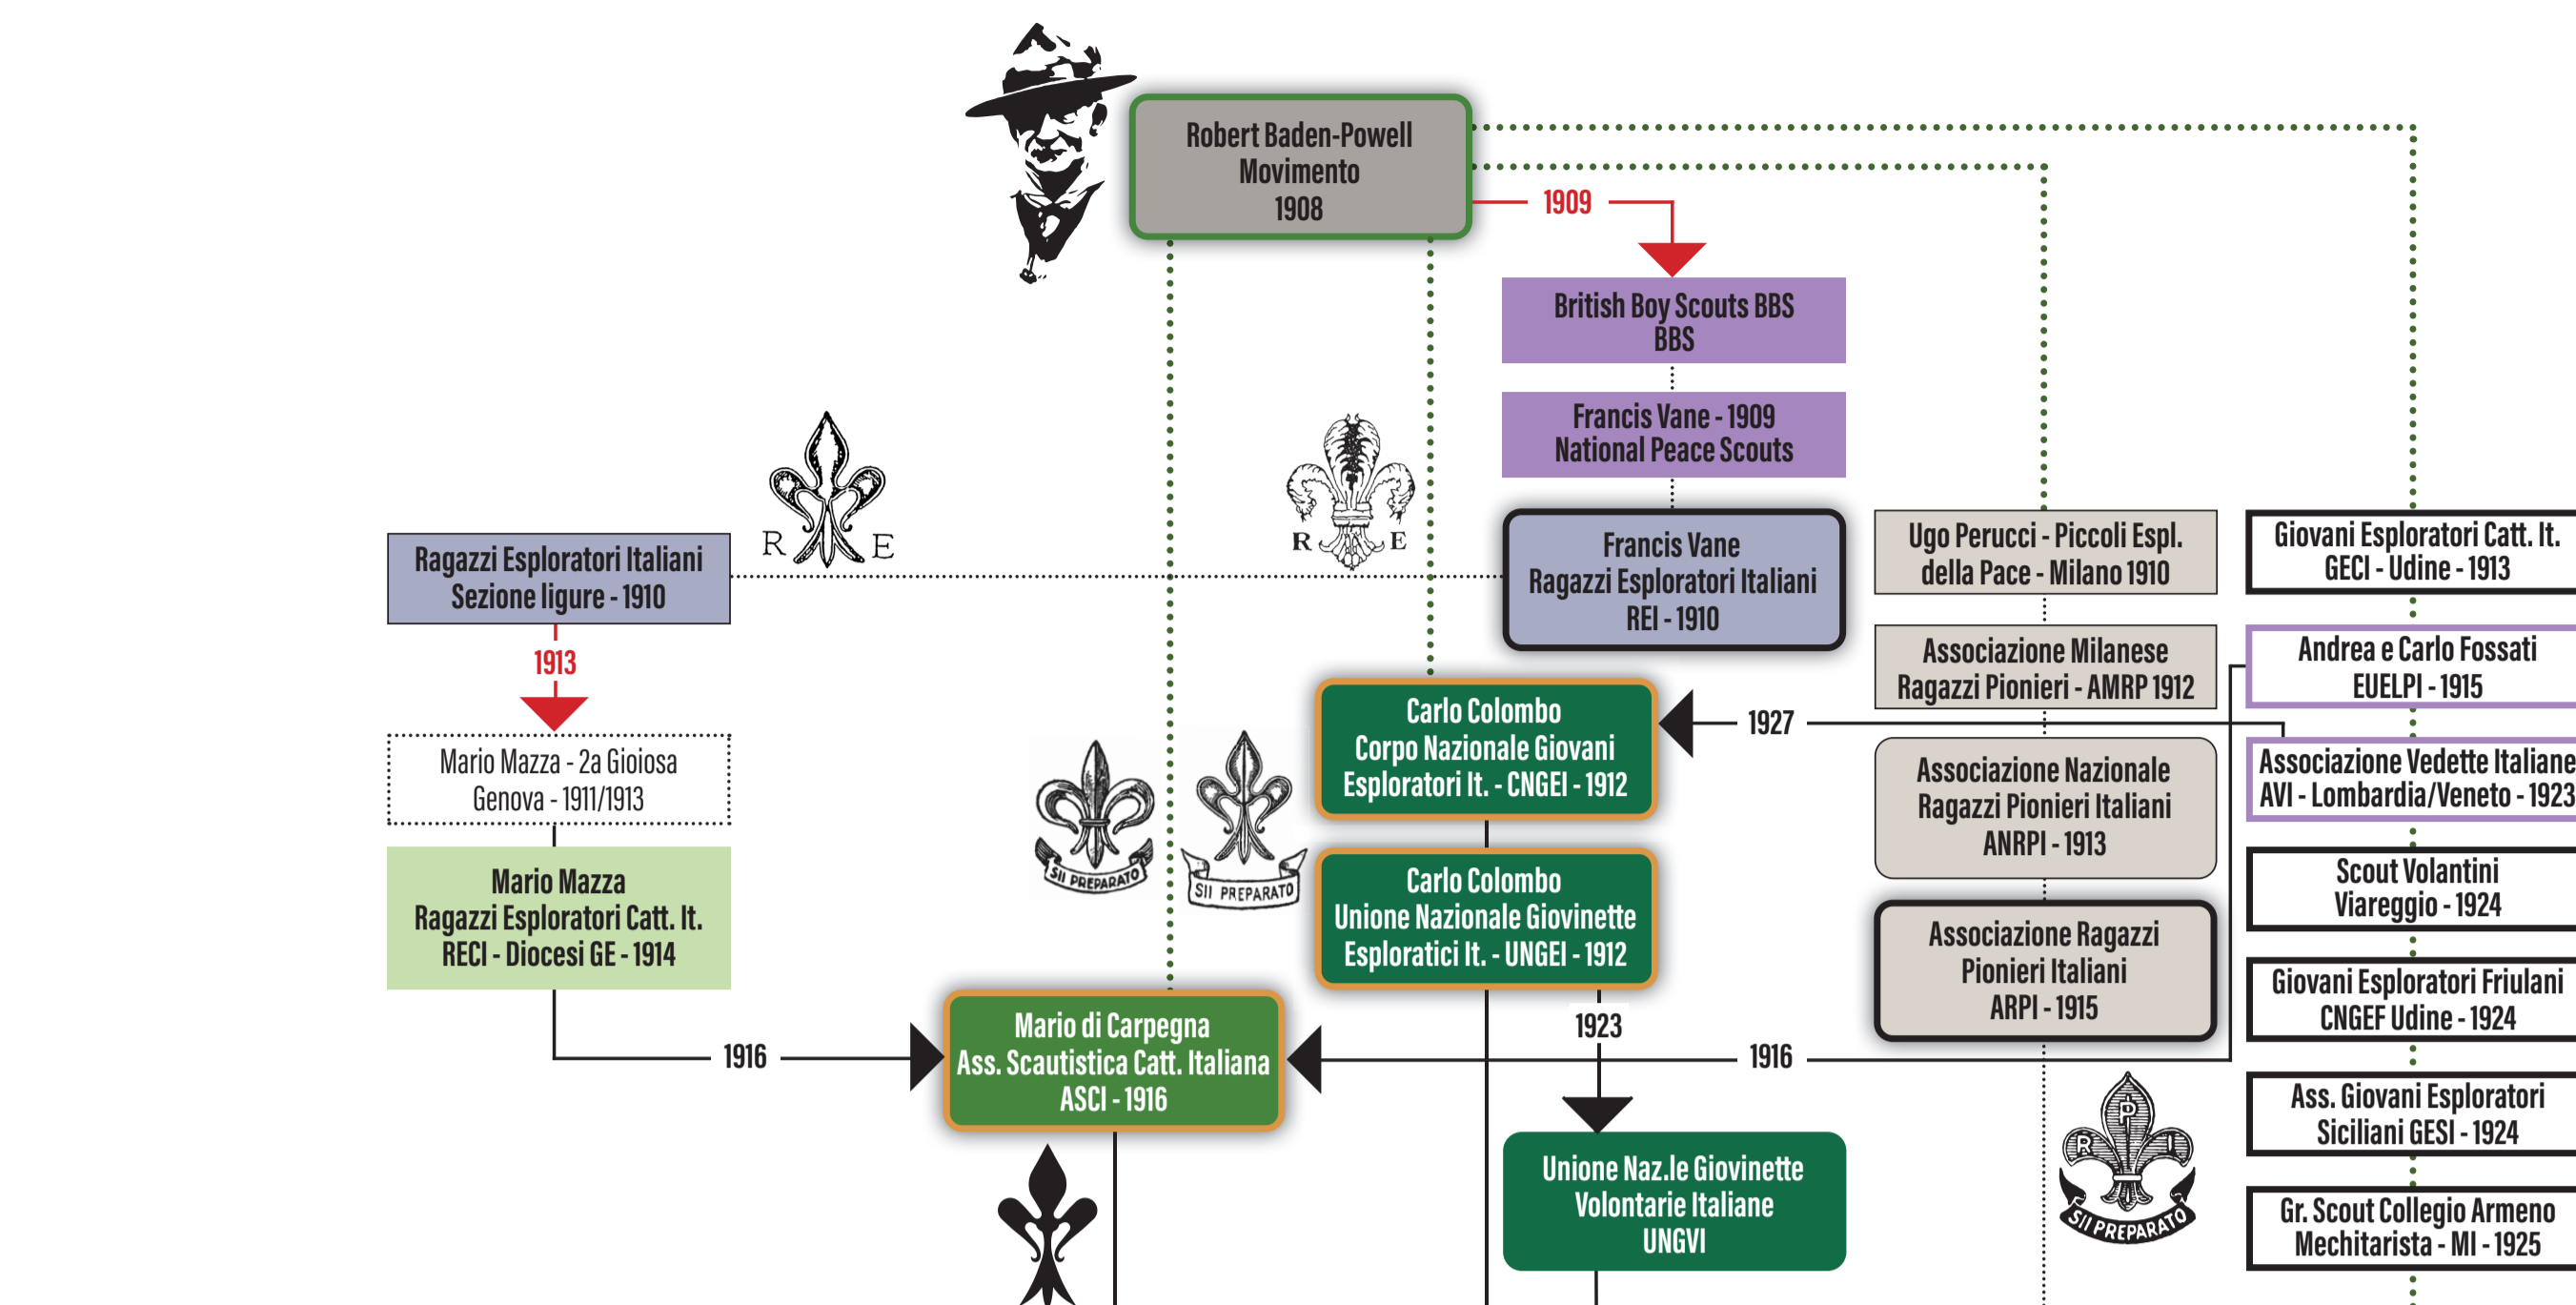 Robert Baden-Powell
Movimento
1908
1909
British Boy Scouts BBS
BBS
Francis Vane - 1909
National Peace Scouts
R E
R E
Ragazzi Esploratori Italiani
Sezione ligure - 1910
Francis Vane
Ragazzi Esploratori Italiani
REI - 1910
Ugo Perucci - Piccoli Espl.
della Pace - Milano 1910
Giovani Esploratori Catt. It.
GECI - Udine - 1913
1913
Associazione Milanese
Ragazzi Pionieri - AMRP 1912
Andrea e Carlo Fossati
EUELPI - 1915
Mario Mazza - 2a Gioiosa
Genova - 1911/1913
Carlo Colombo
Corpo Nazionale Giovani
Esploratori It. - CNGEI - 1912
1927
Associazione Nazionale
Ragazzi Pionieri Italiani
ANRPI - 1913
Associazione Vedette Italiane
AVI - Lombardia/Veneto - 1923
SII PREPARATO
SII PREPARATO
Mario Mazza
Ragazzi Esploratori Catt. It.
RECI - Diocesi GE - 1914
Carlo Colombo
Unione Nazionale Giovinette
Esploratici It. - UNGEI - 1912
Scout Volantini
Viareggio - 1924
Associazione Ragazzi
Pionieri Italiani
ARPI - 1915
Giovani Esploratori Friulani
CNGEF Udine - 1924
1916
Mario di Carpegna
Ass. Scautistica Catt. Italiana
ASCI - 1916
1923
1916
Ass. Giovani Esploratori
Siciliani GESI - 1924
Unione Naz.le Giovinette
Volontarie Italiane
UNGVI
R P I
SII PREPARATO
Gr. Scout Collegio Armeno
Mechitarista - MI - 1925